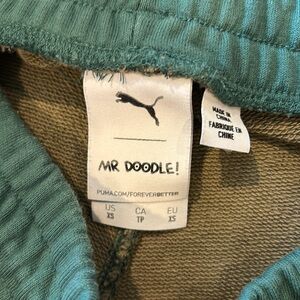 MR DOODLE!
PUMA.COM/FOREVERBETTER
US CA EU
XS TP XS
MADE IN
CHINA
FABRIQUÉ EN
CHINE